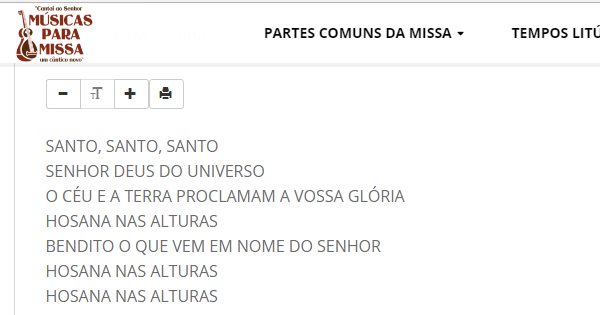 "Cantai ao Senhor
MÚSICAS
PARA
MISSA
um cântico novo"
PARTES COMUNS DA MISSA
TEMPOS LITÚ
- T T +
SANTO, SANTO, SANTO
SENHOR DEUS DO UNIVERSO
O CÉU E A TERRA PROCLAMAM A VOSSA GLÓRIA
HOSANA NAS ALTURAS
BENDITO O QUE VEM EM NOME DO SENHOR
HOSANA NAS ALTURAS
HOSANA NAS ALTURAS